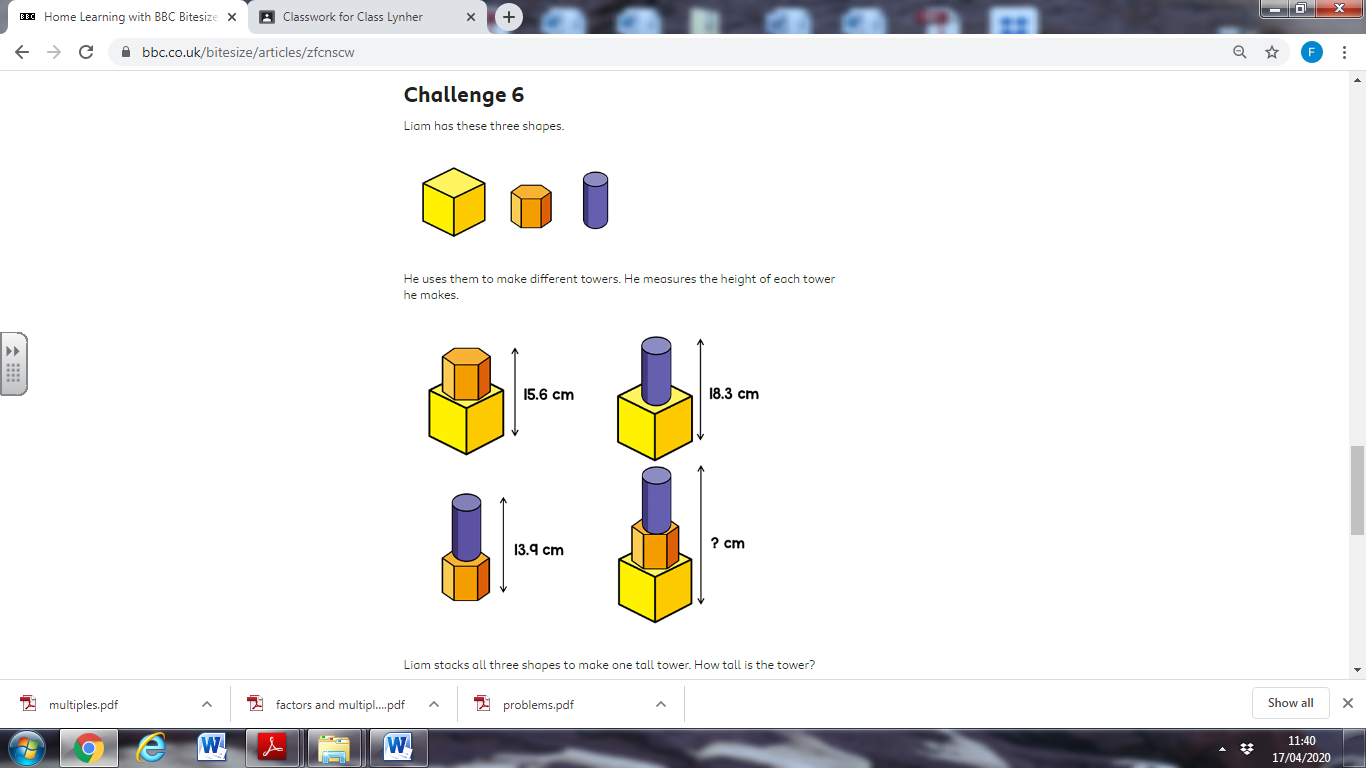 BBC Home Learning with BBC Bitesize
Classwork for Class Lynher
bbc.co.uk/bitesize/articles/zfcnscw
F
Challenge 6
Liam has these three shapes.
He uses them to make different towers. He measures the height of each tower
he makes.
15.6 cm
18.3 cm
13.9 cm
? cm
Liam stacks all three shapes to make one tall tower. How tall is the tower?
multiples.pdf
factors and multipl....pdf
problems.pdf
Show all
11:40
17/04/2020